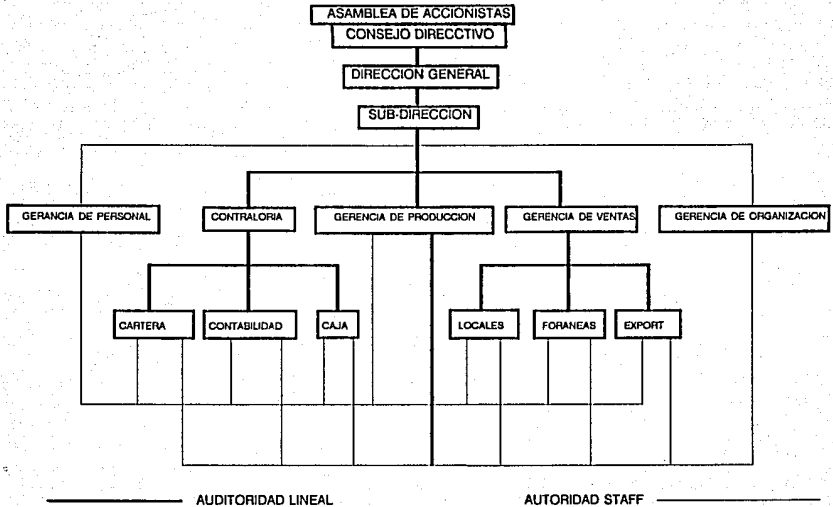 ASAMBLEA DE ACCIONISTAS
CONSEJO DIRECCTIVO
DIRECCION GENERAL
SUB-DIRECCION
GERANCIA DE PERSONAL
CONTRALORIA
GERENCIA DE PRODUCCION
GERENCIA DE VENTAS
GERENCIA DE ORGANIZACION
CARTERA
CONTABILIDAD
CAJA
LOCALES
FORANEAS
EXPORT
AUDITORIDAD LINEAL
AUTORIDAD STAFF